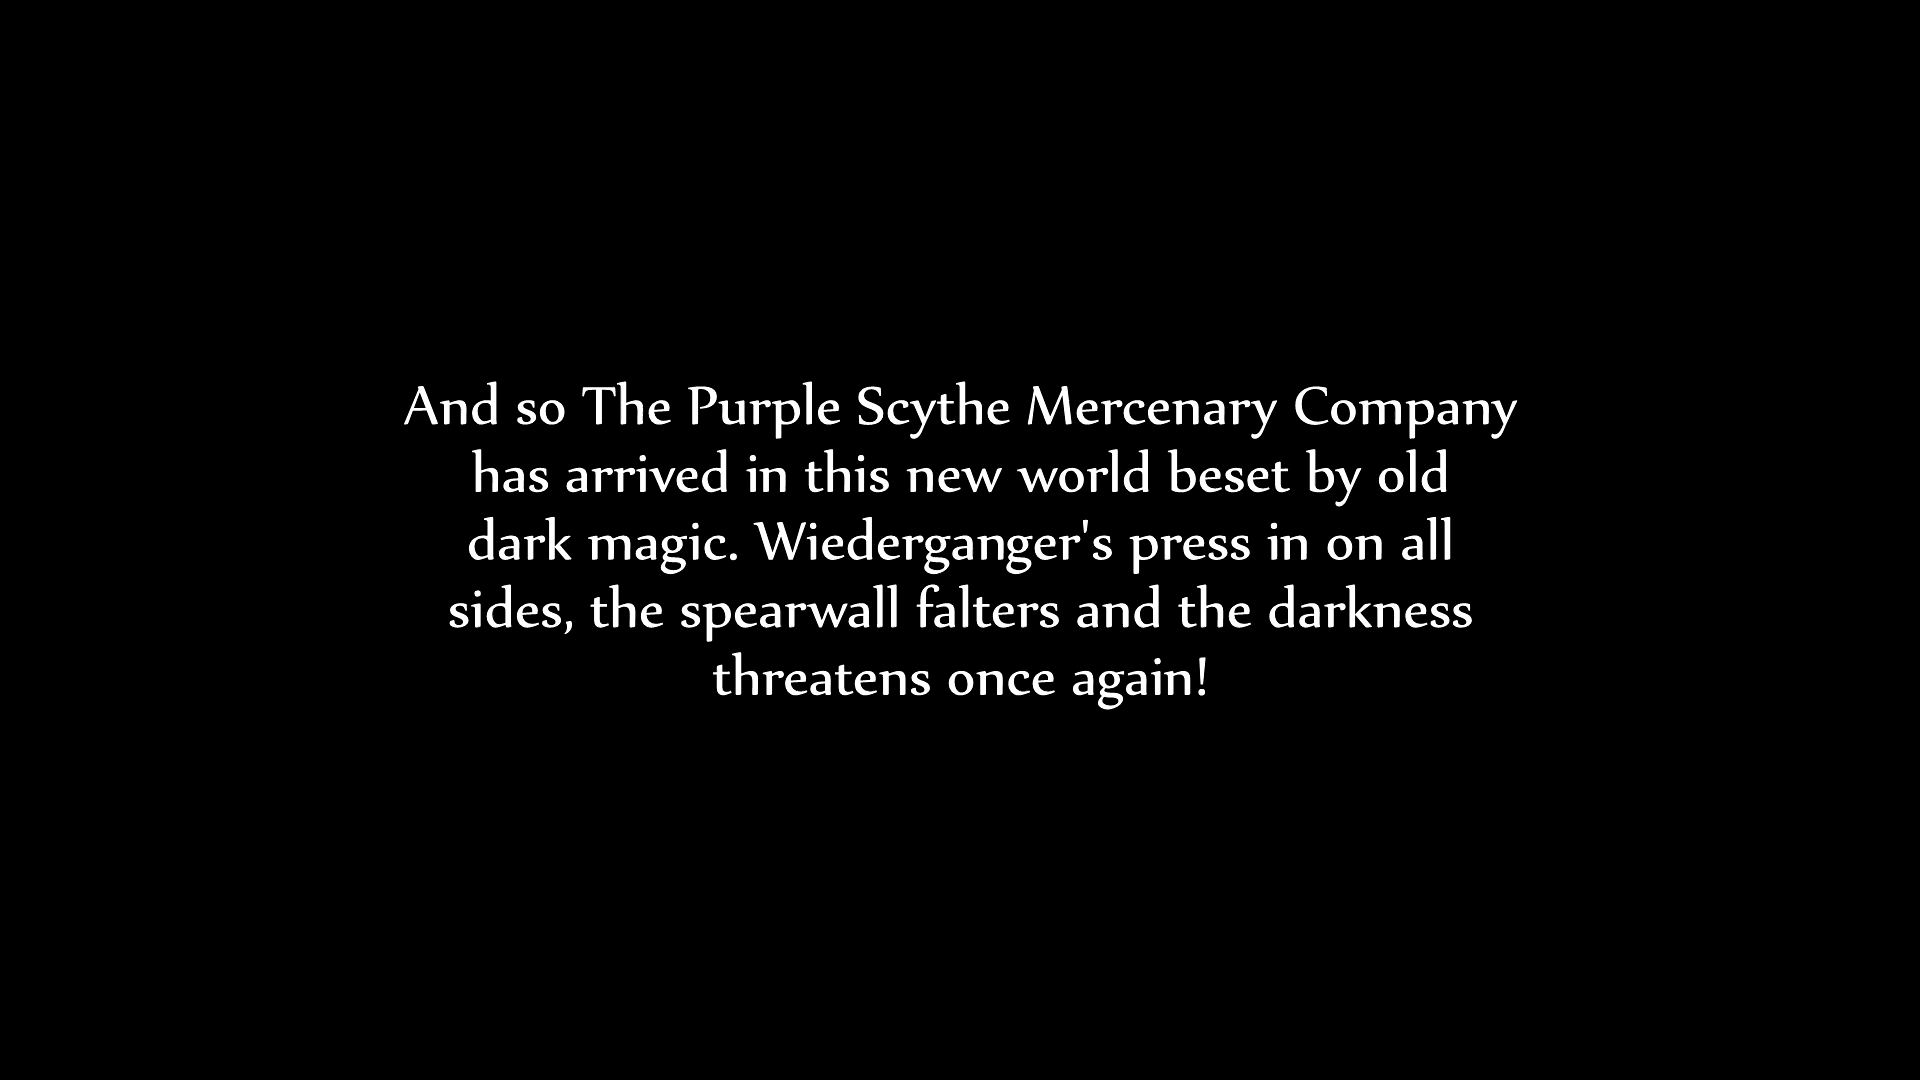 And so The Purple Scythe Mercenary Company
has arrived in this new world beset by old
dark magic. Wiederganger's press in on all
sides, the spearwall falters and the darkness
threatens once again!